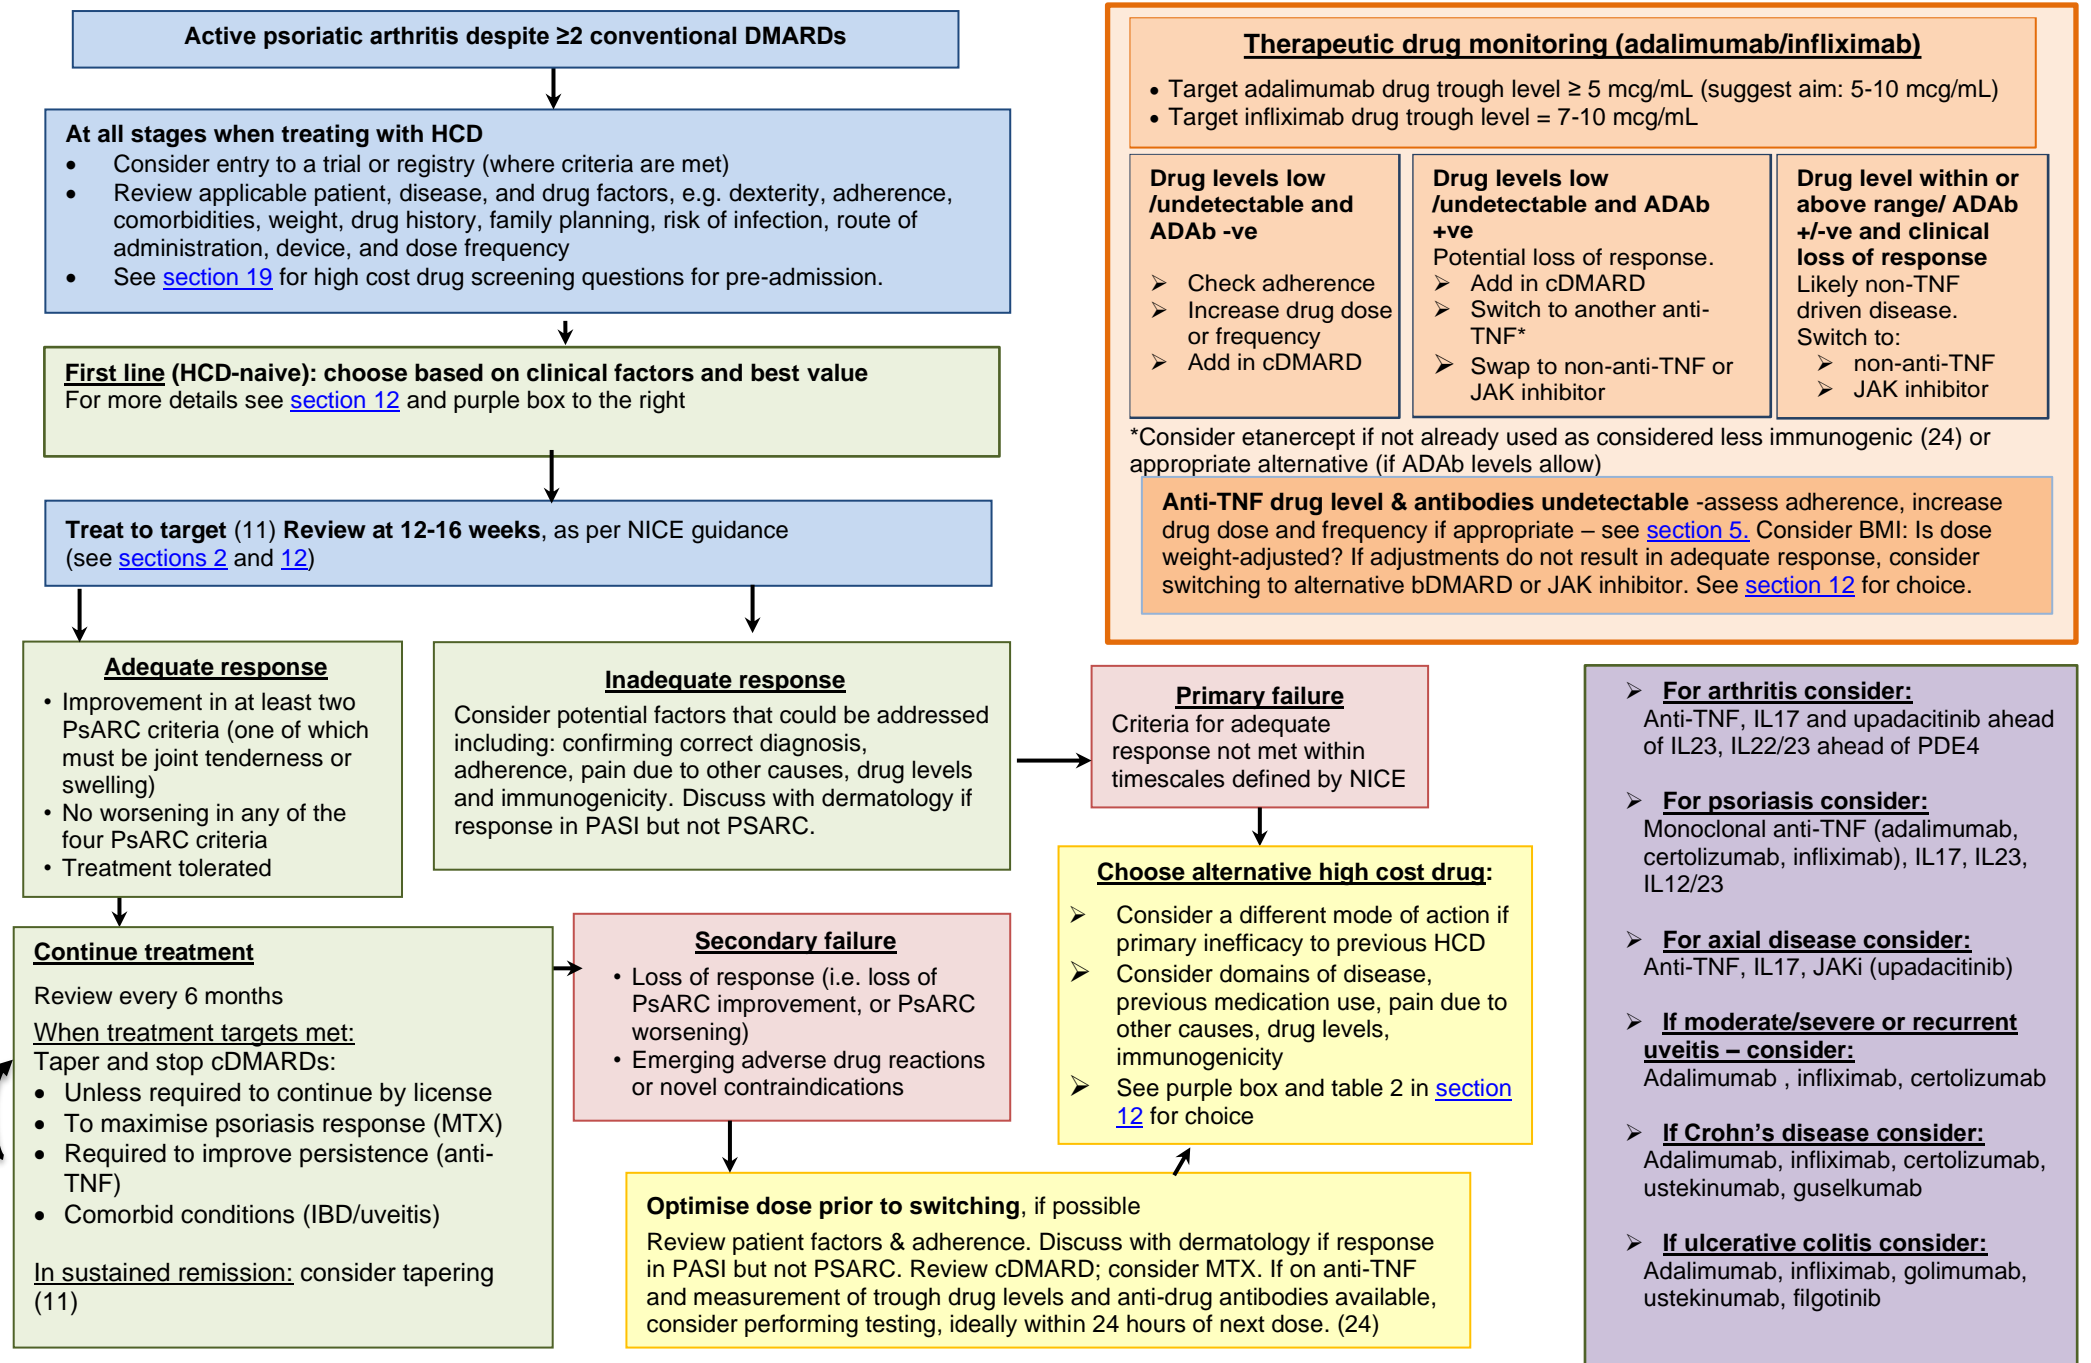 Active psoriatic arthritis despite ≥2 conventional DMARDs
At all stages when treating with HCD
• Consider entry to a trial or registry (where criteria are met)
• Review applicable patient, disease, and drug factors, e.g. dexterity, adherence,
comorbidities, weight, drug history, family planning, risk of infection, route of
administration, device, and dose frequency
• See section 19 for high cost drug screening questions for pre-admission.
First line (HCD-naive): choose based on clinical factors and best value
For more details see section 12 and purple box to the right
Treat to target (11) Review at 12-16 weeks, as per NICE guidance
(see sections 2 and 12)
Adequate response
• Improvement in at least two
PsARC criteria (one of which
must be joint tenderness or
swelling)
• No worsening in any of the
four PsARC criteria
• Treatment tolerated
Inadequate response
Consider potential factors that could be addressed
including: confirming correct diagnosis,
adherence, pain due to other causes, drug levels
and immunogenicity. Discuss with dermatology if
response in PASI but not PSARC.
Primary failure
Criteria for adequate
response not met within
timescales defined by NICE
Continue treatment
Review every 6 months
When treatment targets met:
Taper and stop cDMARDs:
• Unless required to continue by license
• To maximise psoriasis response (MTX)
• Required to improve persistence (anti-
TNF)
• Comorbid conditions (IBD/uveitis)
In sustained remission: consider tapering
(11)
Secondary failure
• Loss of response (i.e. loss of
PsARC improvement, or PsARC
worsening)
• Emerging adverse drug reactions
or novel contraindications
Choose alternative high cost drug:
➢ Consider a different mode of action if
primary inefficacy to previous HCD
➢ Consider domains of disease,
previous medication use, pain due to
other causes, drug levels,
immunogenicity
➢ See purple box and table 2 in section
12 for choice
Optimise dose prior to switching, if possible
Review patient factors & adherence. Discuss with dermatology if response
in PASI but not PSARC. Review cDMARD; consider MTX. If on anti-TNF
and measurement of trough drug levels and anti-drug antibodies available,
consider performing testing, ideally within 24 hours of next dose. (24)
Therapeutic drug monitoring (adalimumab/infliximab)
• Target adalimumab drug trough level ≥ 5 mcg/mL (suggest aim: 5-10 mcg/mL)
• Target infliximab drug trough level = 7-10 mcg/mL
Drug levels low
/undetectable and
ADAb -ve
➢ Check adherence
➢ Increase drug dose
or frequency
➢ Add in cDMARD
Drug levels low
/undetectable and ADAb
+ve
Potential loss of response.
➢ Add in cDMARD
➢ Switch to another anti-
TNF*
➢ Swap to non-anti-TNF or
JAK inhibitor
Drug level within or
above range/ ADAb
+/-ve and clinical
loss of response
Likely non-TNF
driven disease.
Switch to:
➢ non-anti-TNF
➢ JAK inhibitor
*Consider etanercept if not already used as considered less immunogenic (24) or
appropriate alternative (if ADAb levels allow)
Anti-TNF drug level & antibodies undetectable -assess adherence, increase
drug dose and frequency if appropriate – see section 5. Consider BMI: Is dose
weight-adjusted? If adjustments do not result in adequate response, consider
switching to alternative bDMARD or JAK inhibitor. See section 12 for choice.
➢ For arthritis consider:
Anti-TNF, IL17 and upadacitinib ahead
of IL23, IL22/23 ahead of PDE4
➢ For psoriasis consider:
Monoclonal anti-TNF (adalimumab,
certolizumab, infliximab), IL17, IL23,
IL12/23
➢ For axial disease consider:
Anti-TNF, IL17, JAKi (upadacitinib)
➢ If moderate/severe or recurrent
uveitis – consider:
Adalimumab , infliximab, certolizumab
➢ If Crohn’s disease consider:
Adalimumab, infliximab, certolizumab,
ustekinumab, guselkumab
➢ If ulcerative colitis consider:
Adalimumab, infliximab, golimumab,
ustekinumab, filgotinib